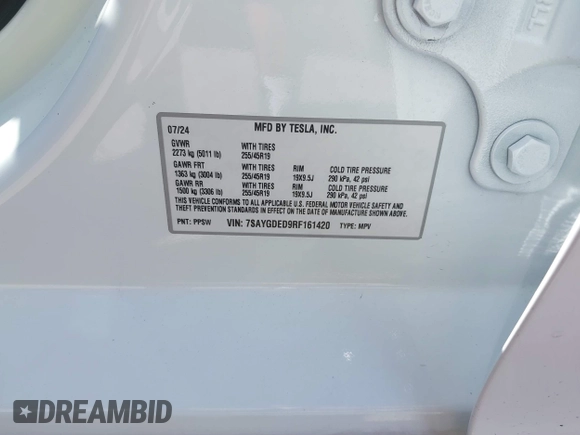 RLL
07/24 MFD BY TESLA, INC.
GVWR WITH TIRES
2273 kg (5011 lb) 255/45R19
GAWR FRT WITH TIRES RIM COLD TIRE PRESSURE
1363 kg (3004 lb) 255/45R19 19X9.5J 290 kPa, 42 psi
GAWR RR WITH TIRES RIM COLD TIRE PRESSURE
1500 kg (3306 lb) 255/45R19 19X9.5J 290 kPa, 42 psi
THIS VEHICLE CONFORMS TO ALL APPLICABLE U.S. FEDERAL MOTOR VEHICLE SAFETY AND
THEFT PREVENTION STANDARDS IN EFFECT ON THE DATE OF MANUFACTURE SHOWN ABOVE.
PNT: PPSW VIN: 7SAYGDED9RF161420 TYPE: MPV
DREAMBID